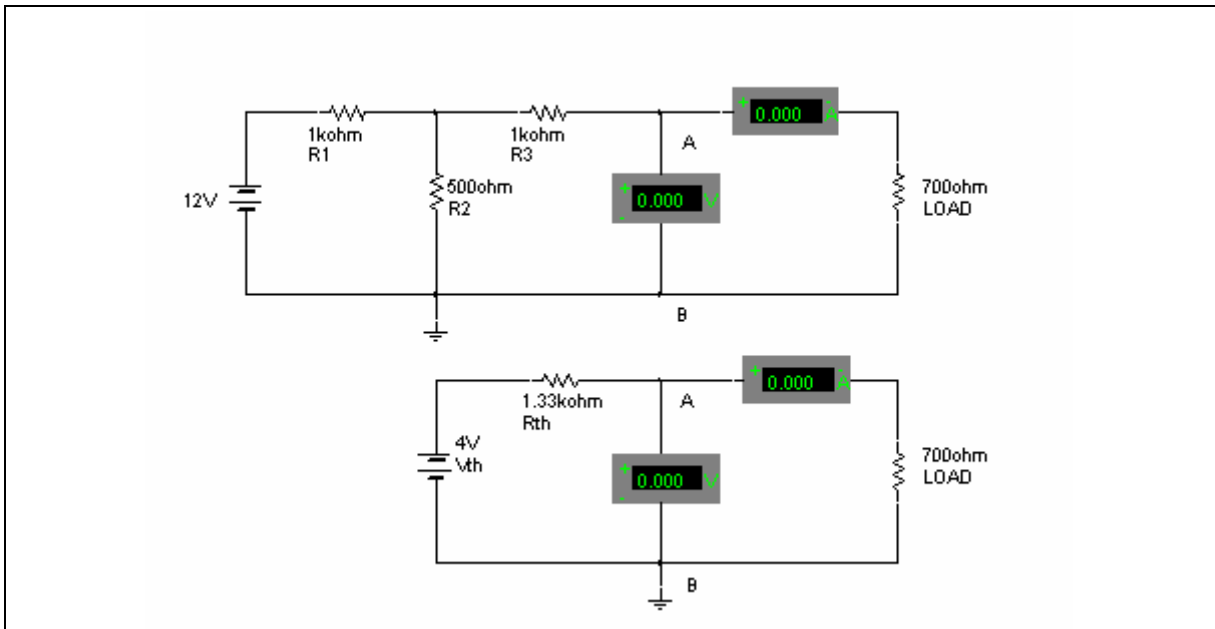 1kohm
R1
1kohm
R3
+ 0.000 - A
A
12V
500ohm
R2
+ 0.000 V
-
700ohm
LOAD
B
1.33kohm
Rth
+ 0.000 - A
A
4V
Vth
+ 0.000 V
-
700ohm
LOAD
B